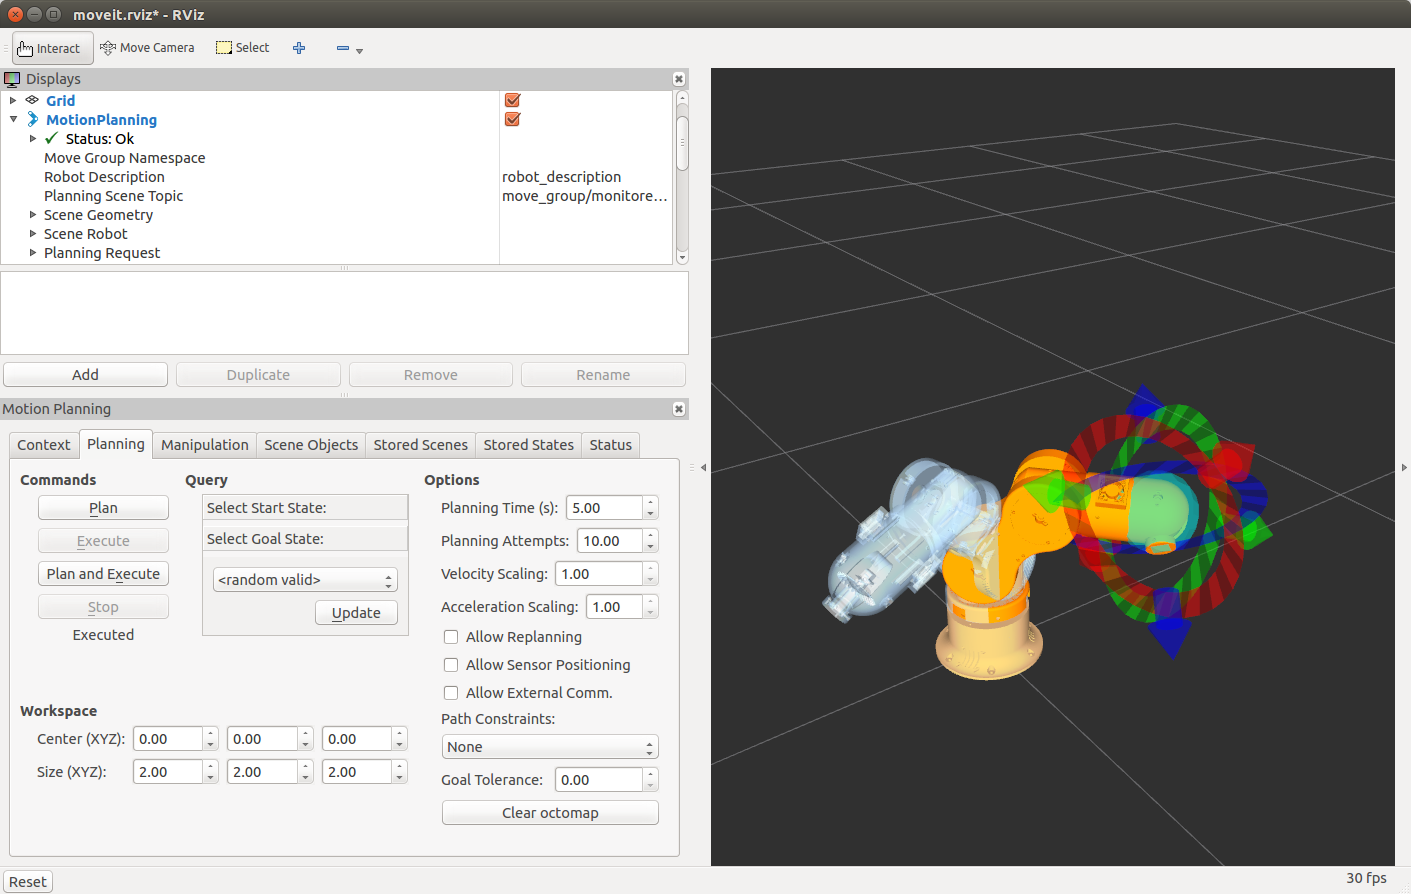 moveit.rviz* - RViz
Interact Move Camera Select
Displays
Grid
MotionPlanning
Status: Ok
Move Group Namespace
Robot Description robot_description
Planning Scene Topic move_group/monitore...
Scene Geometry
Scene Robot
Planning Request
Add Duplicate Remove Rename
Motion Planning
Context Planning Manipulation Scene Objects Stored Scenes Stored States Status
Commands
Plan
Execute
Plan and Execute
Stop
Executed
Query
Select Start State:
Select Goal State:
<random valid>
Update
Options
Planning Time (s): 5.00
Planning Attempts: 10.00
Velocity Scaling: 1.00
Acceleration Scaling: 1.00
Allow Replanning
Allow Sensor Positioning
Allow External Comm.
Path Constraints:
None
Goal Tolerance: 0.00
Clear octomap
Workspace
Center (XYZ): 0.00 0.00 0.00
Size (XYZ): 2.00 2.00 2.00
Reset
30 fps